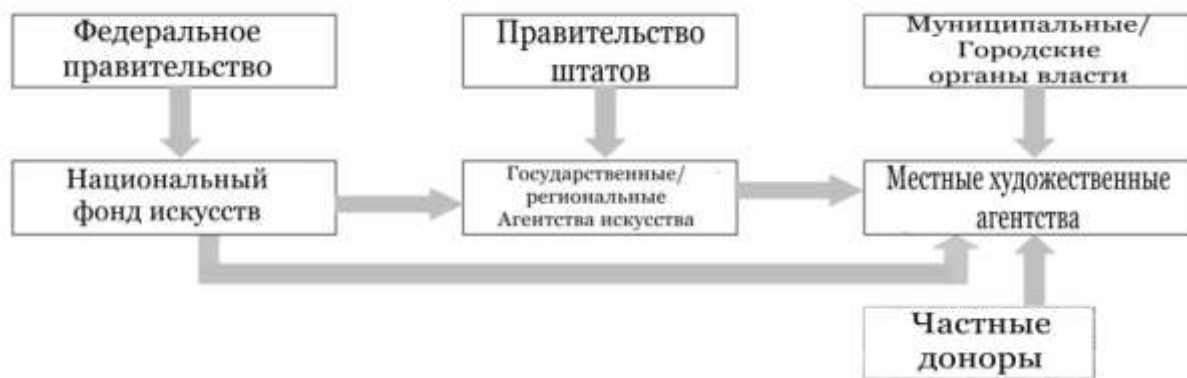 Федеральное
правительство
Правительство
штатов
Муниципальные/
Городские
органы власти
Национальный
фонд искусств
Государственные/
региональные
Агентства искусства
Местные художественные
агентства
Частные
доноры